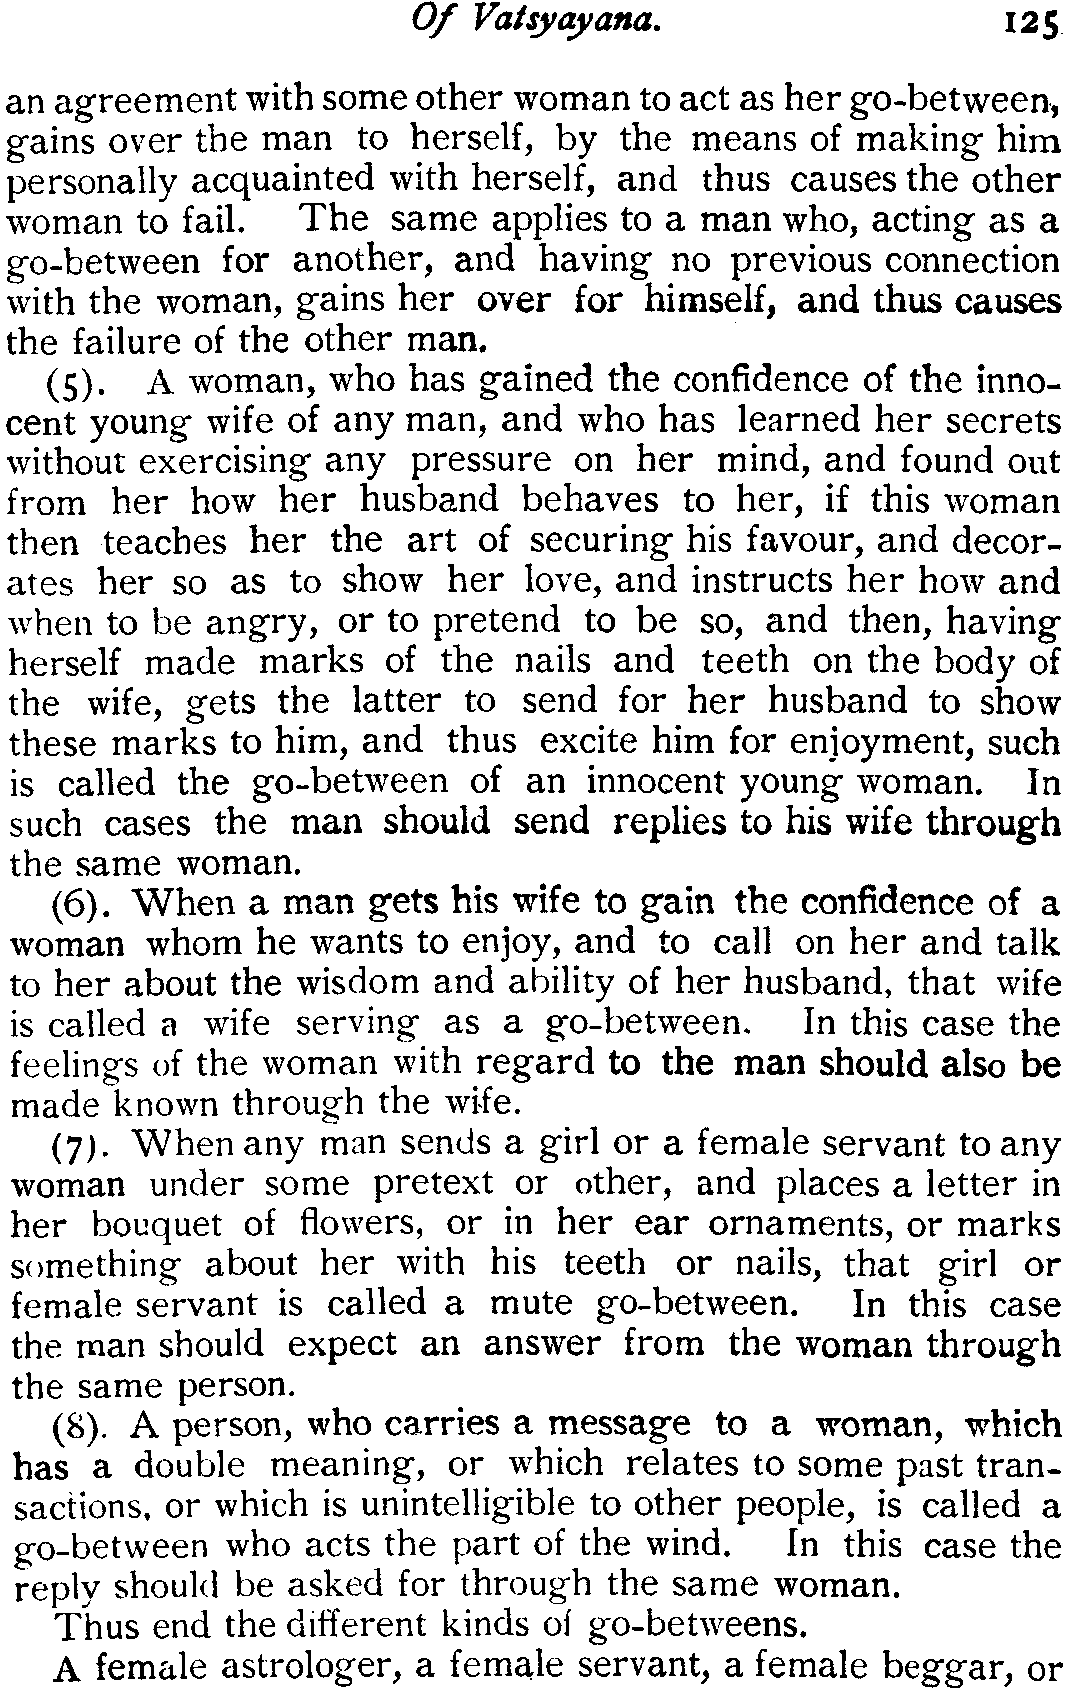 Of Vatsyayana. 125
an agreement with some other woman to act as her go-between,
gains over the man to herself, by the means of making him
personally acquainted with herself, and thus causes the other
woman to fail. The same applies to a man who, acting as a
go-between for another, and having no previous connection
with the woman, gains her over for himself, and thus causes
the failure of the other man.
(5). A woman, who has gained the confidence of the inno-
cent young wife of any man, and who has learned her secrets
without exercising any pressure on her mind, and found out
from her how her husband behaves to her, if this woman
then teaches her the art of securing his favour, and decor-
ates her so as to show her love, and instructs her how and
when to be angry, or to pretend to be so, and then, having
herself made marks of the nails and teeth on the body of
the wife, gets the latter to send for her husband to show
these marks to him, and thus excite him for enjoyment, such
is called the go-between of an innocent young woman. In
such cases the man should send replies to his wife through
the same woman.
(6). When a man gets his wife to gain the confidence of a
woman whom he wants to enjoy, and to call on her and talk
to her about the wisdom and ability of her husband, that wife
is called a wife serving as a go-between. In this case the
feelings of the woman with regard to the man should also be
made known through the wife.
(7). When any man sends a girl or a female servant to any
woman under some pretext or other, and places a letter in
her bouquet of flowers, or in her ear ornaments, or marks
something about her with his teeth or nails, that girl or
female servant is called a mute go-between. In this case
the man should expect an answer from the woman through
the same person.
(8). A person, who carries a message to a woman, which
has a double meaning, or which relates to some past tran-
sactions, or which is unintelligible to other people, is called a
go-between who acts the part of the wind. In this case the
reply should be asked for through the same woman.
Thus end the different kinds of go-betweens.
A female astrologer, a female servant, a female beggar, or